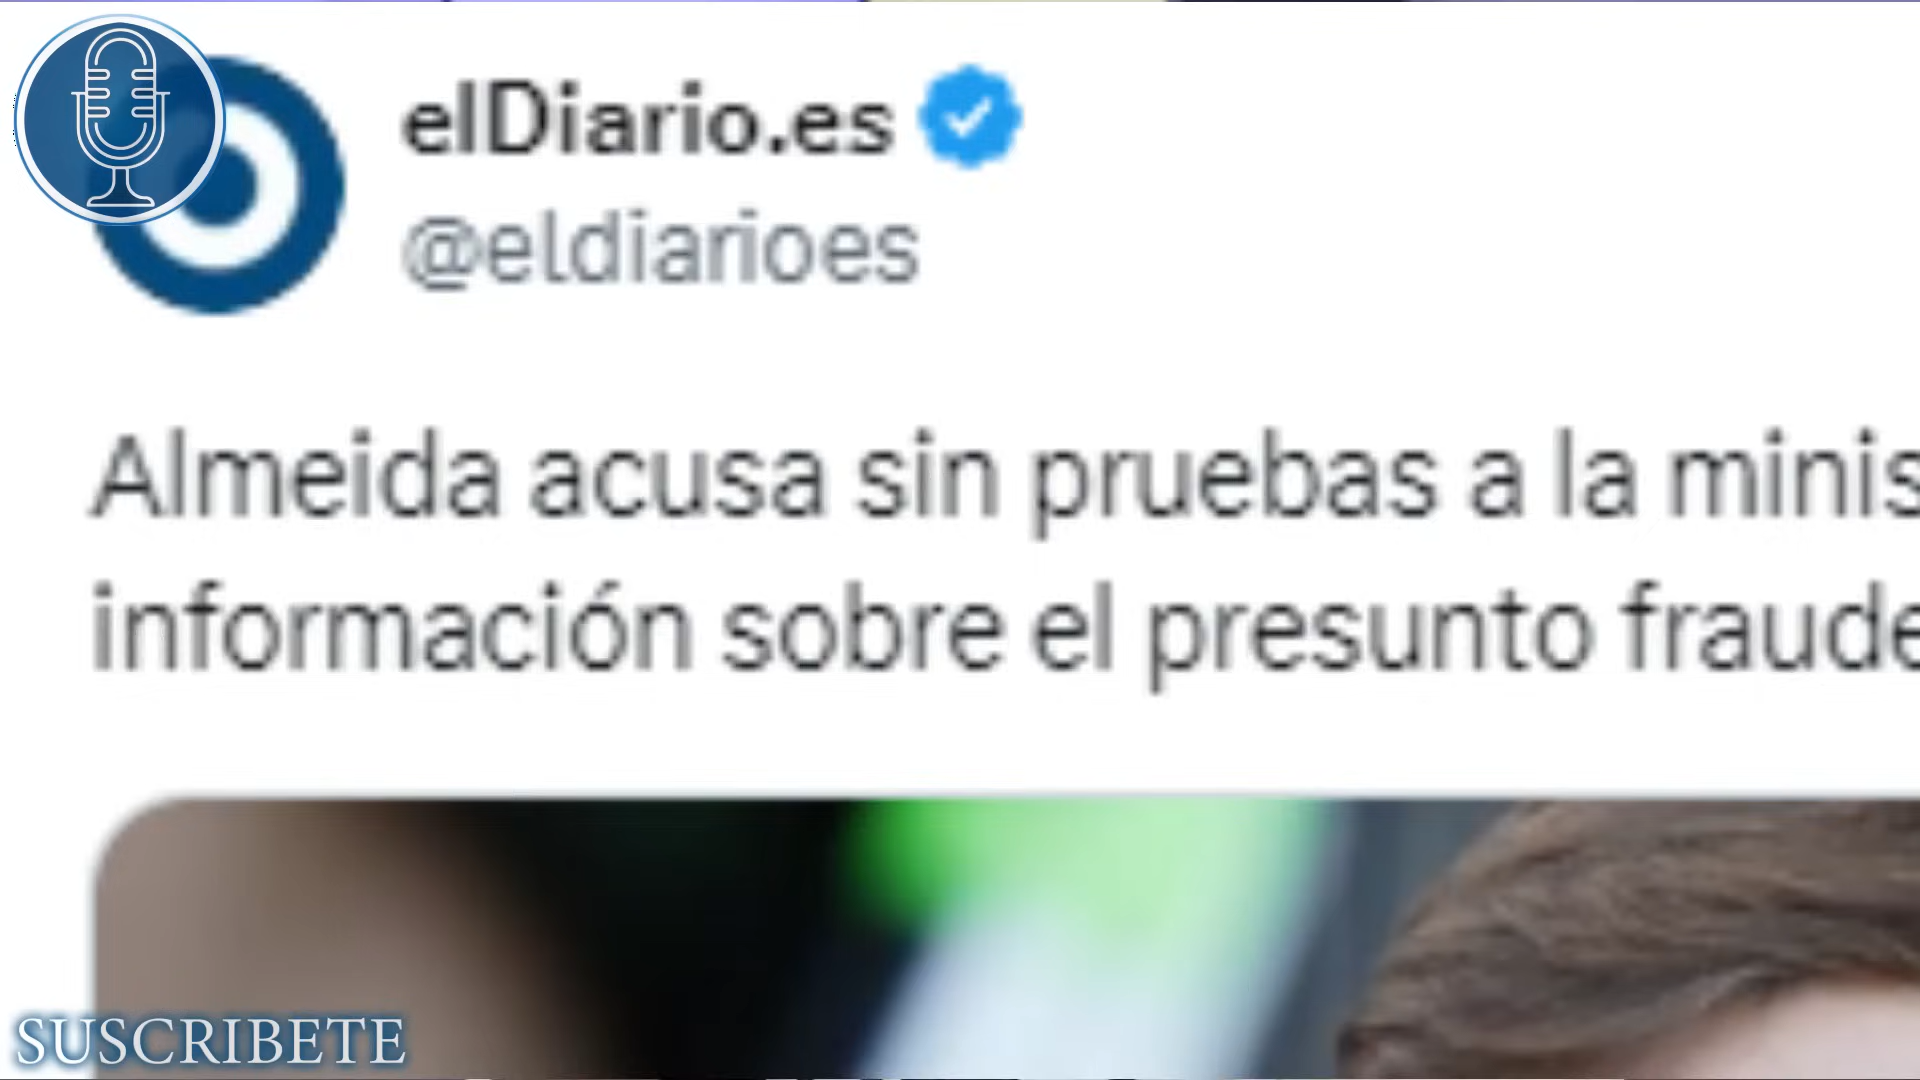 elDiario.es
@eldiarioes
Almeida acusa sin pruebas a la minis
información sobre el presunto fraude
SUSCRIBETE